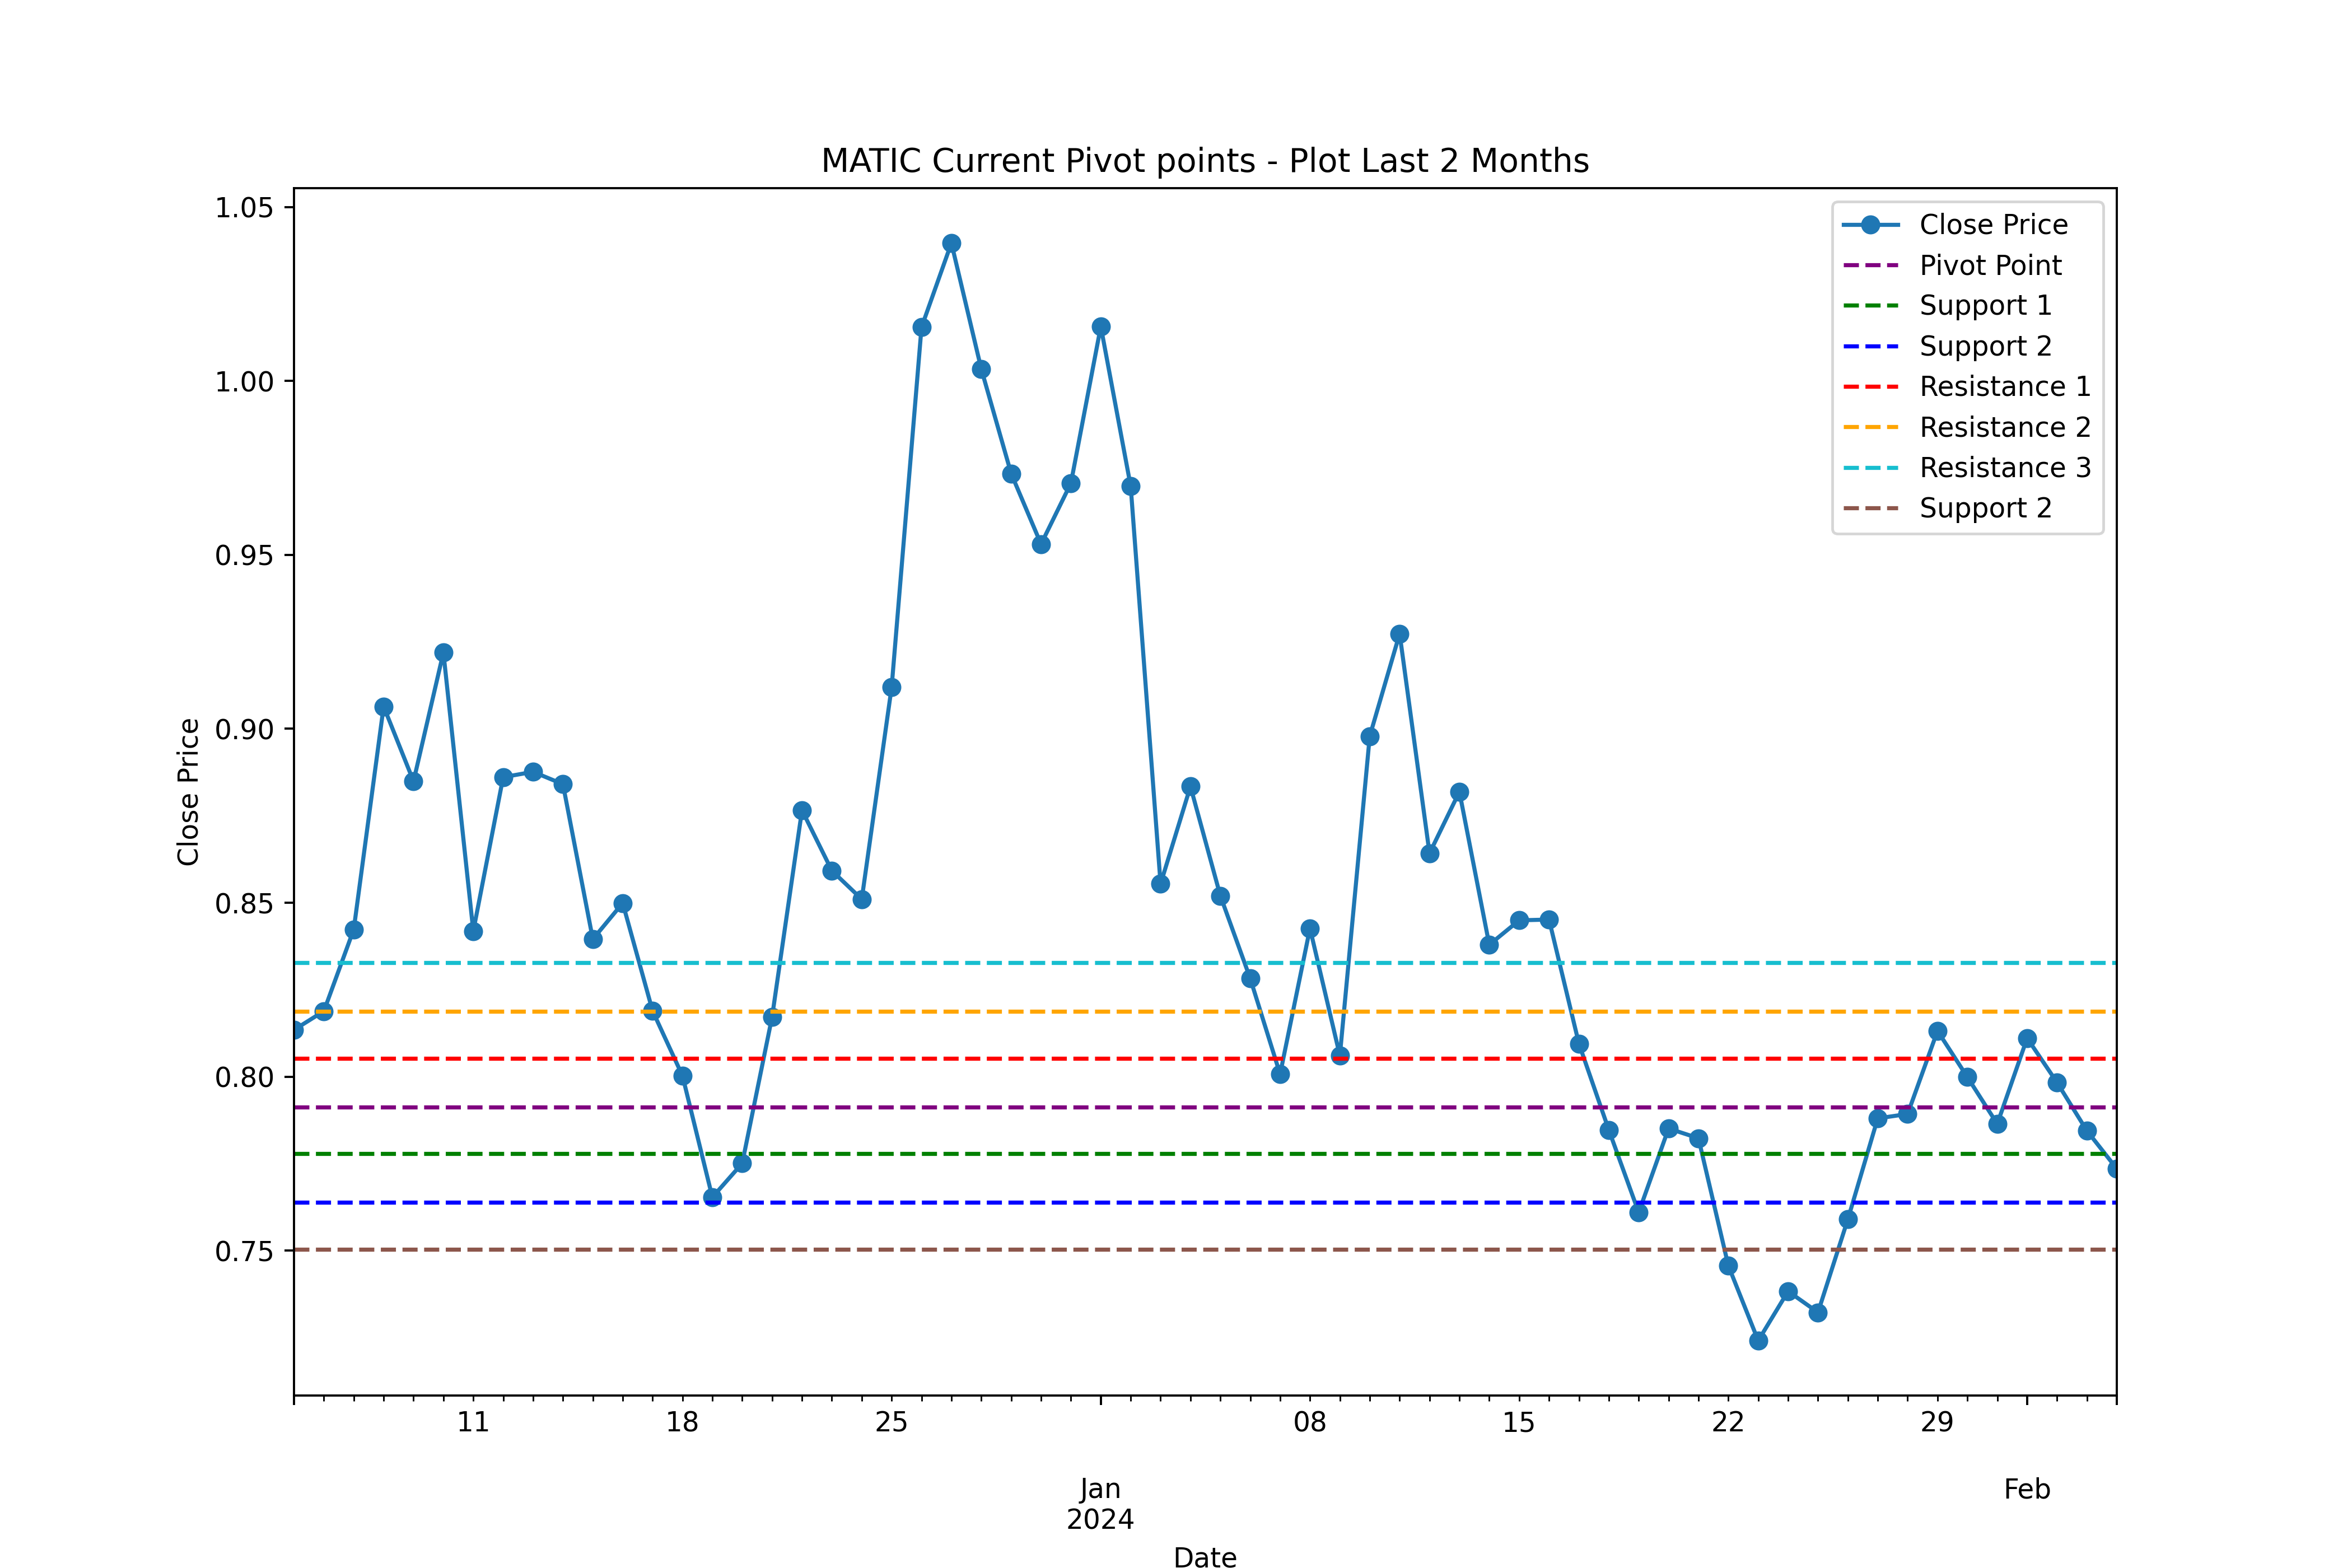 MATIC Current Pivot points - Plot Last 2 Months
1.05
1.00
0.95
0.90
0.85
0.80
0.75
Close Price
Close Price
Pivot Point
Support 1
Support 2
Resistance 1
Resistance 2
Resistance 3
Support 2
11 18 25 08 15 22 29
Jan Feb
2024
Date